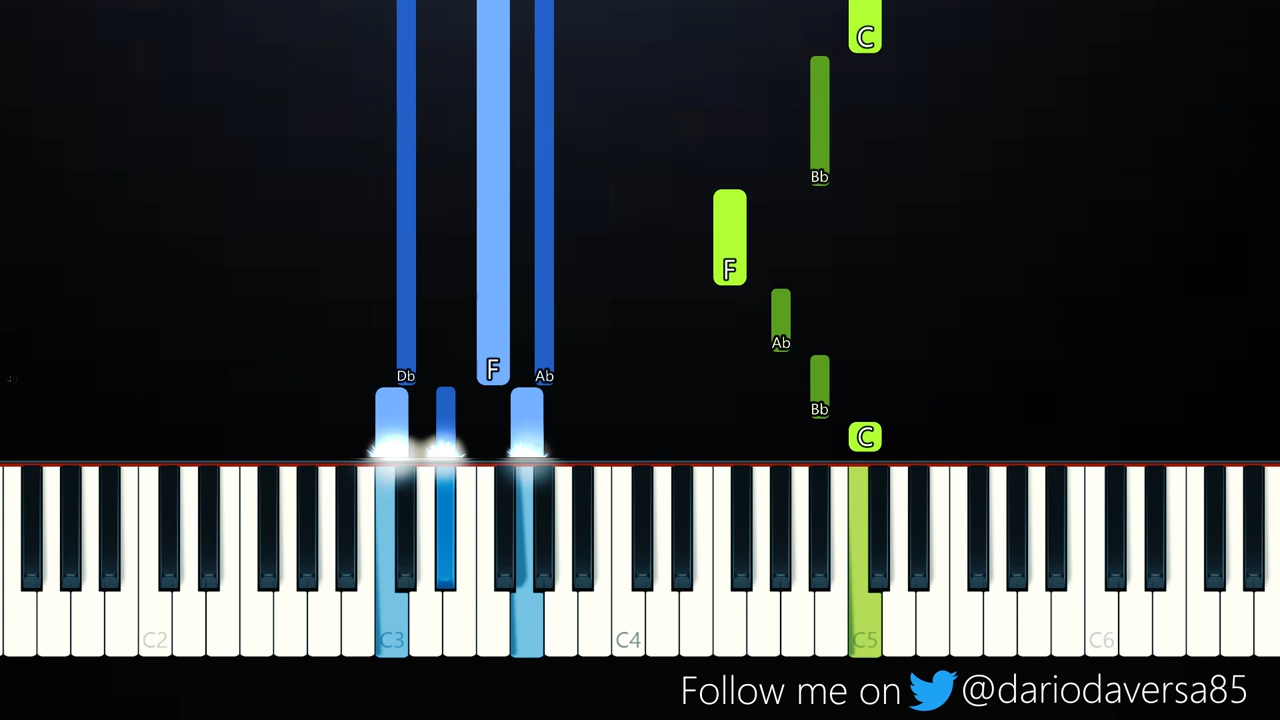 C
Bb
F
Ab
Db
F
Ab
Bb
C
C2
C3
C4
C5
C6
Follow me on @dariodaversa85